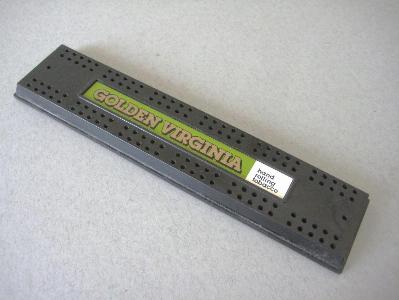 GOLDEN VIRGINIA
hand
rolling
tobacco